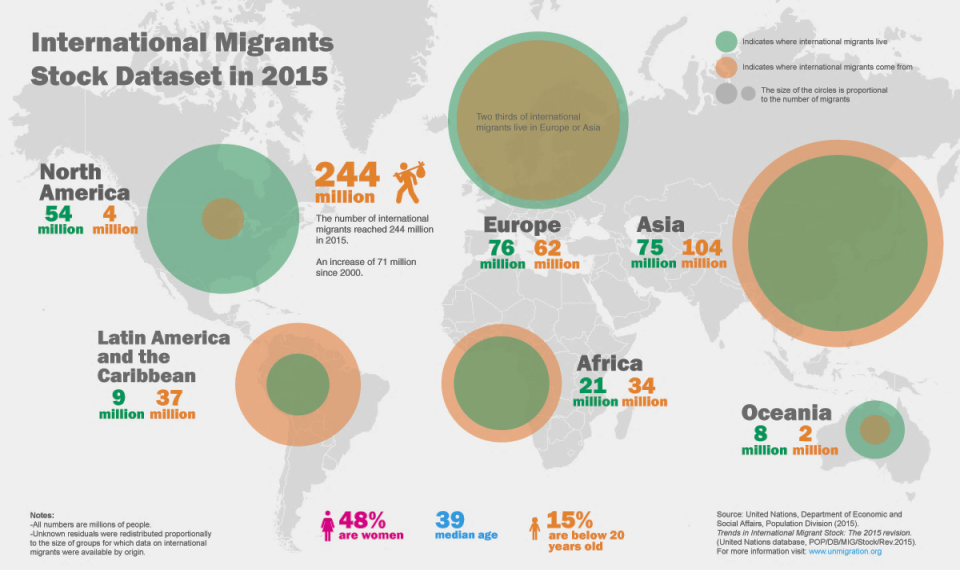 International Migrants
Stock Dataset in 2015
Indicates where international migrants live
Indicates where international migrants come from
The size of the circles is proportional
to the number of migrants
Two thirds of international
migrants live in Europe or Asia
North
America
54 4
million million
244
million
The number of international
migrants reached 244 million
in 2015.
An increase of 71 million
since 2000.
Europe
76 62
million million
Asia
75 104
million million
Latin America
and the
Caribbean
9 37
million million
Africa
21 34
million million
Oceania
8 2
million million
Notes:
-All numbers are millions of people.
-Unknown residuals were redistributed proportionally
to the size of groups for which data on international
migrants were available by origin.
48%
are women
39
median age
15%
are below 20
years old
Source: United Nations, Department of Economic and
Social Affairs, Population Division (2015).
Trends in International Migrant Stock: The 2015 revision.
(United Nations database, POP/DB/MIG/Stock/Rev.2015).
For more information visit: www.unmigration.org